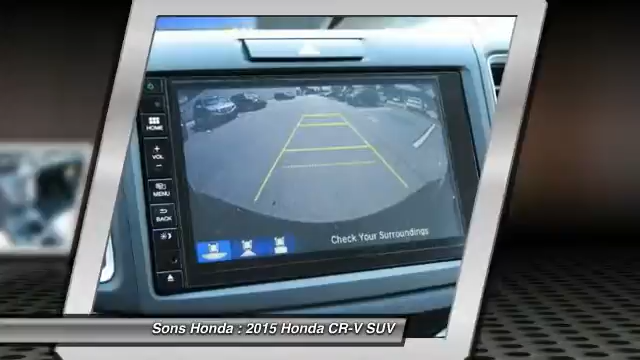 HOME
+
VOL
-
MENU
BACK
Check Your Surroundings
Sons Honda : 2015 Honda CR-V SUV